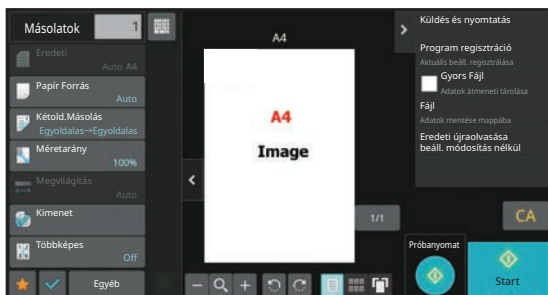 Másolatok 1
Eredeti
Auto A4
Papír Forrás
Auto
Kétold.Másolás
Egyoldalas→Egyoldalas
Méretarány
100%
Megvilágítás
Auto
Kimenet
Többképes
Off
Egyéb
A4
A4
Image
1/1
Küldés és nyomtatás
Program regisztráció
Aktuális beáll. regisztrálása
Gyors Fájl
Adatok átmeneti tárolása
Fájl
Adatok mentése mappába
Eredeti újraolvasása
beáll. módosítás nélkül
CA
Próbanyomat
Start